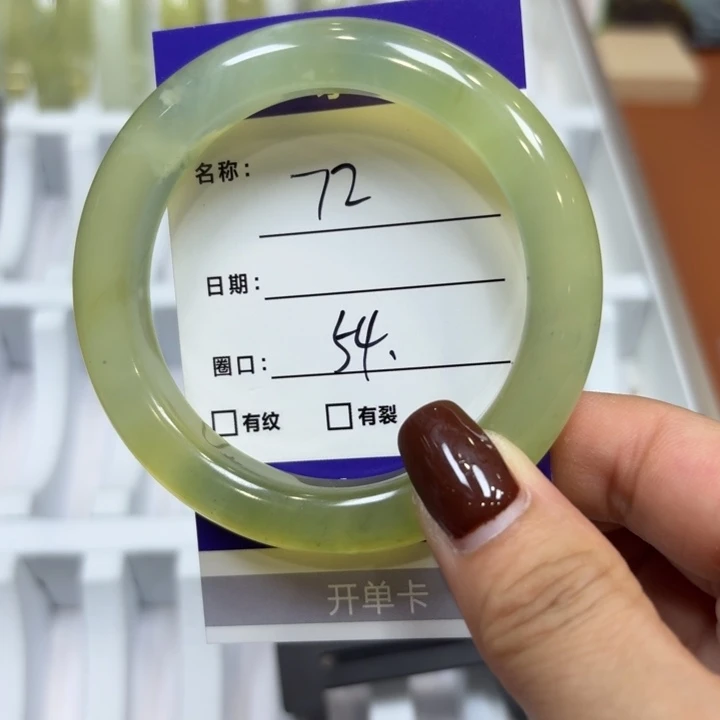 名称: 72
日期:
圈口: 54.
□有纹 □有裂
开单卡